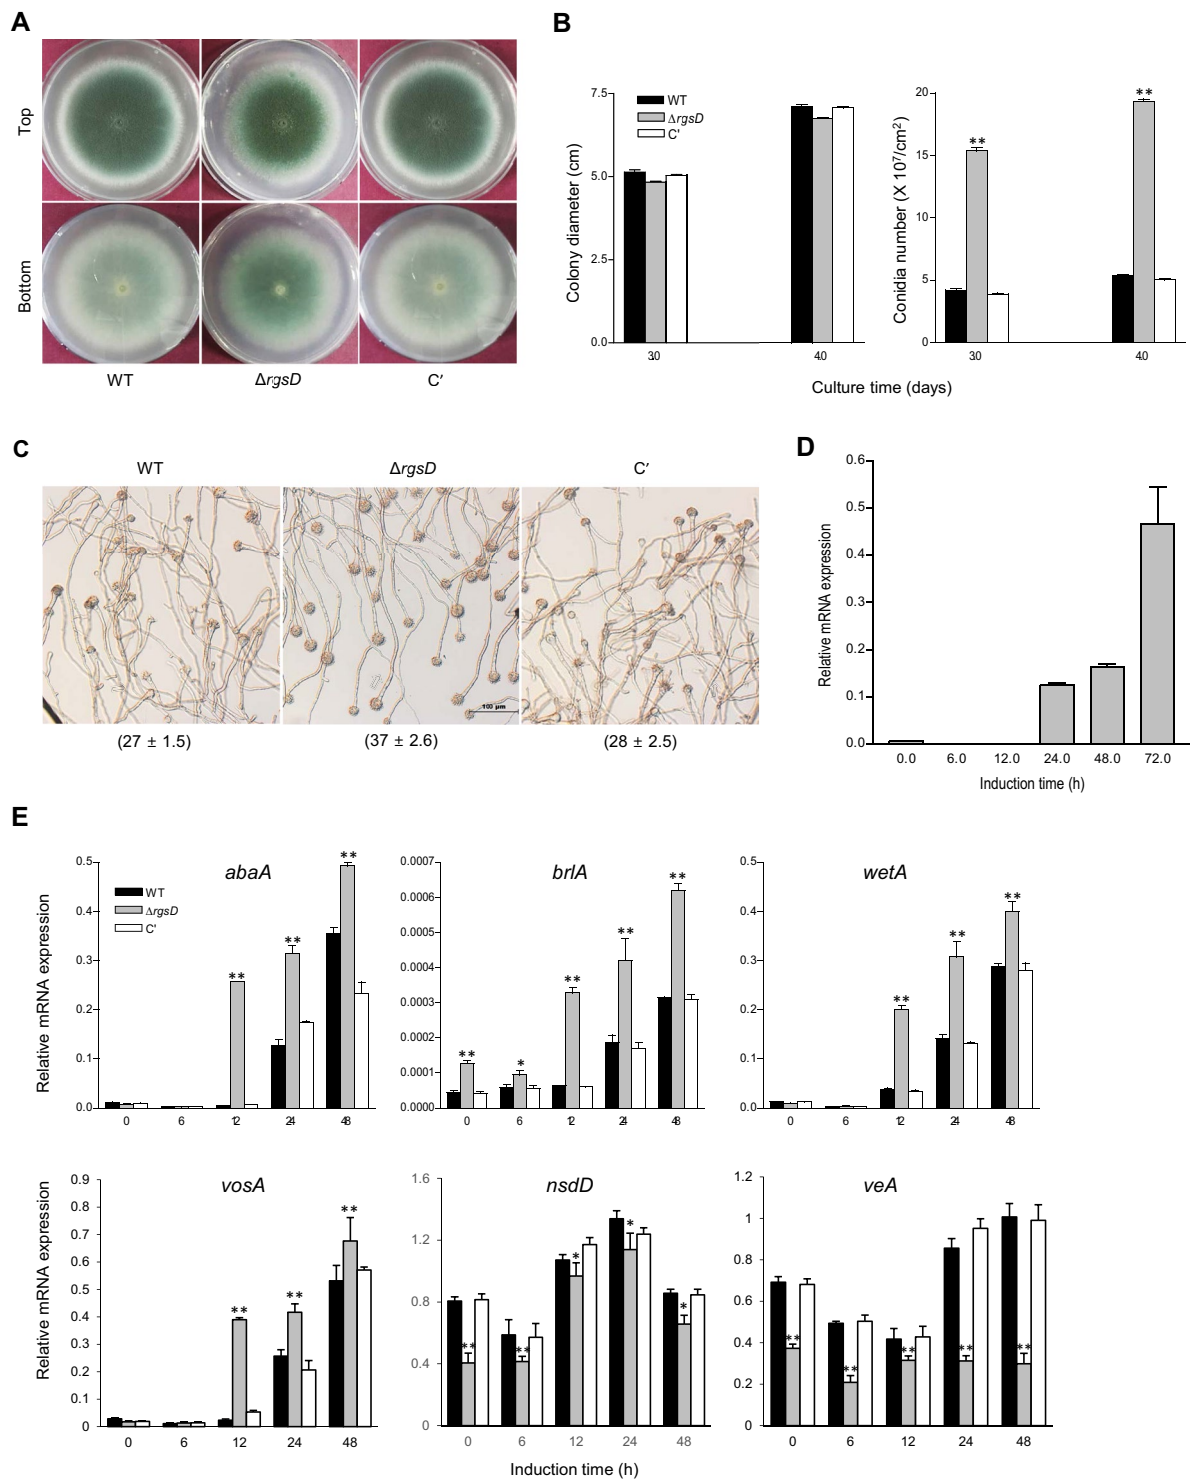 A
Top
Bottom
WT
ΔrgsD
C′
B
Colony diameter (cm)
7.5
5.0
2.5
0.0
WT
ΔrgsD
C'
3.0
4.0
Conidia number (X 10⁷/cm²)
20
15
10
5
0
**
**
3.0
4.0
Culture time (days)
C
WT
ΔrgsD
C′
100 µm
(27 ± 1.5)
(37 ± 2.6)
(28 ± 2.5)
D
Relative mRNA expression
0.6
0.5
0.4
0.3
0.2
0.1
0.0
0.0 6.0 12.0 24.0 48.0 72.0
Induction time (h)
E
Relative mRNA expression
abaA
0.5
0.4
0.3
0.2
0.1
0.0
WT
ΔrgsD
C'
**
**
**
0 6 12 24 48
brlA
0.0007
0.0006
0.0005
0.0004
0.0003
0.0002
0.0001
0.0000
**
*
**
**
**
0 6 12 24 48
wetA
0.5
0.4
0.3
0.2
0.1
0.0
**
**
**
0 6 12 24 48
Relative mRNA expression
vosA
0.9
0.8
0.7
0.6
0.5
0.4
0.3
0.2
0.1
0
**
**
**
0 6 12 24 48
nsdD
1.6
1.2
0.8
0.4
0
**
**
*
*
*
0 6 12 24 48
veA
1.2
1
0.8
0.6
0.4
0.2
0
**
**
**
**
**
0 6 12 24 48
Induction time (h)